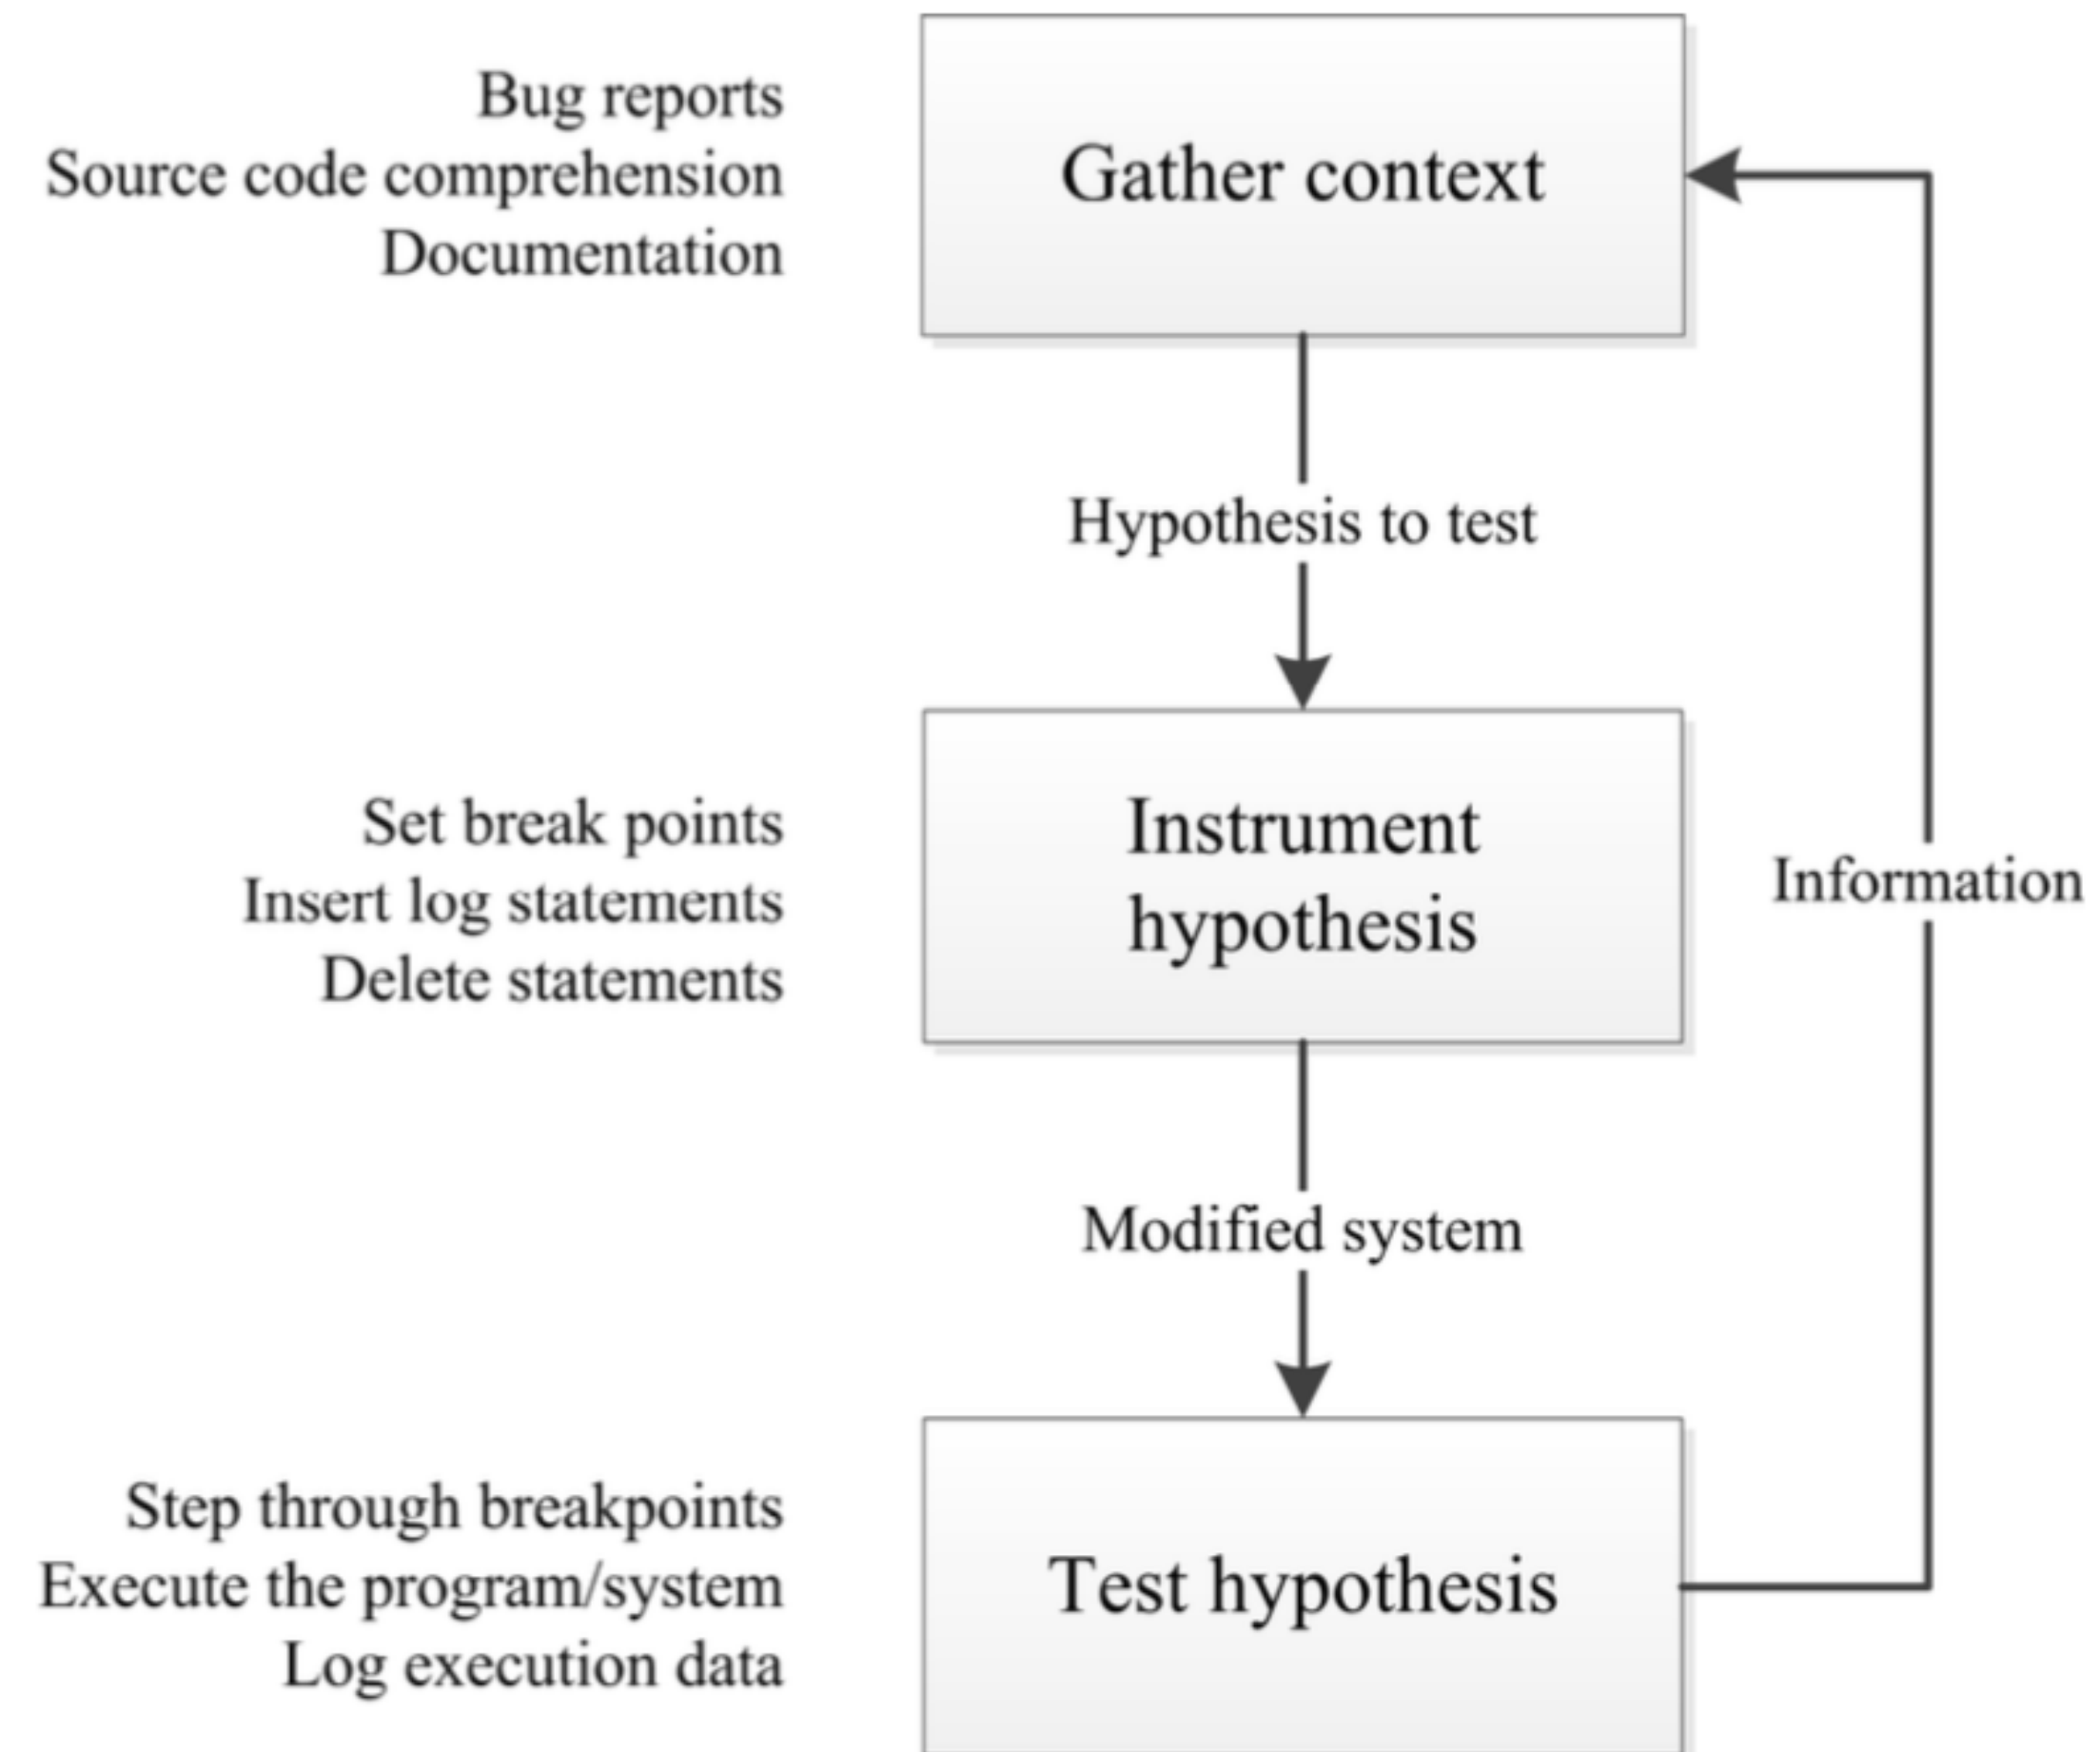 Bug reports
Source code comprehension
Documentation
Gather context
Hypothesis to test
Set break points
Insert log statements
Delete statements
Instrument
hypothesis
Information
Modified system
Step through breakpoints
Execute the program/system
Log execution data
Test hypothesis